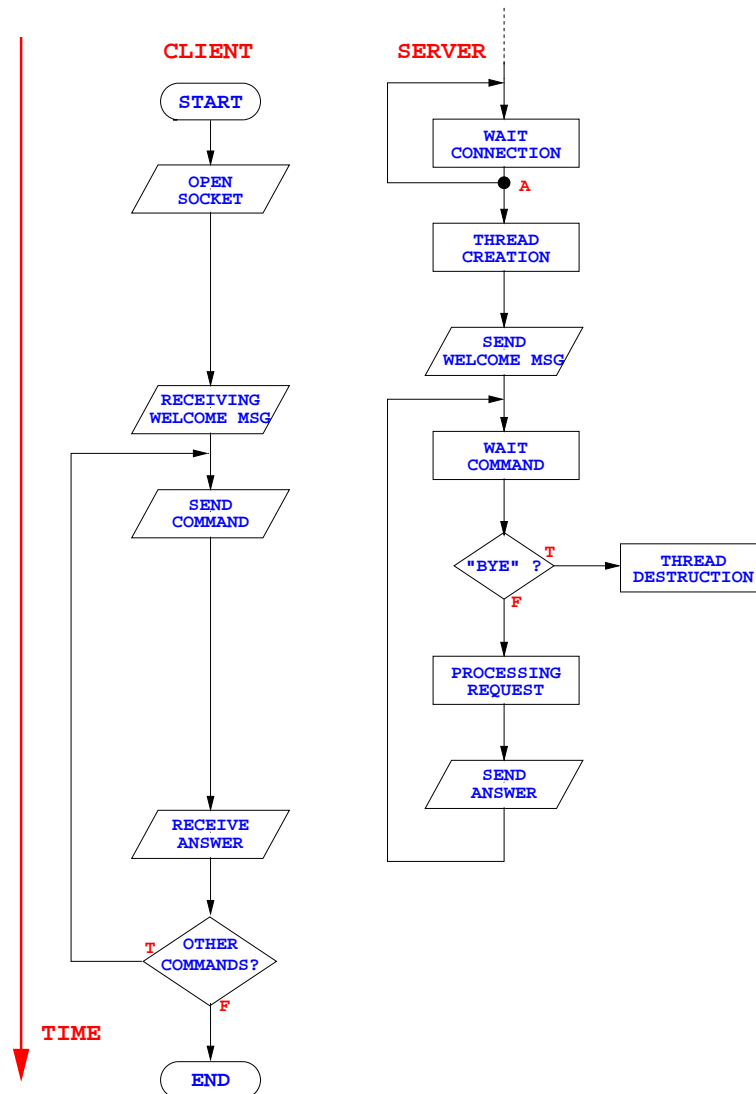 CLIENT
START
OPEN
SOCKET
RECEIVING
WELCOME MSG
SEND
COMMAND
RECEIVE
ANSWER
T
OTHER
COMMANDS?
F
TIME
END
SERVER
WAIT
CONNECTION
A
THREAD
CREATION
SEND
WELCOME MSG
WAIT
COMMAND
"BYE" ?
T
F
THREAD
DESTRUCTION
PROCESSING
REQUEST
SEND
ANSWER